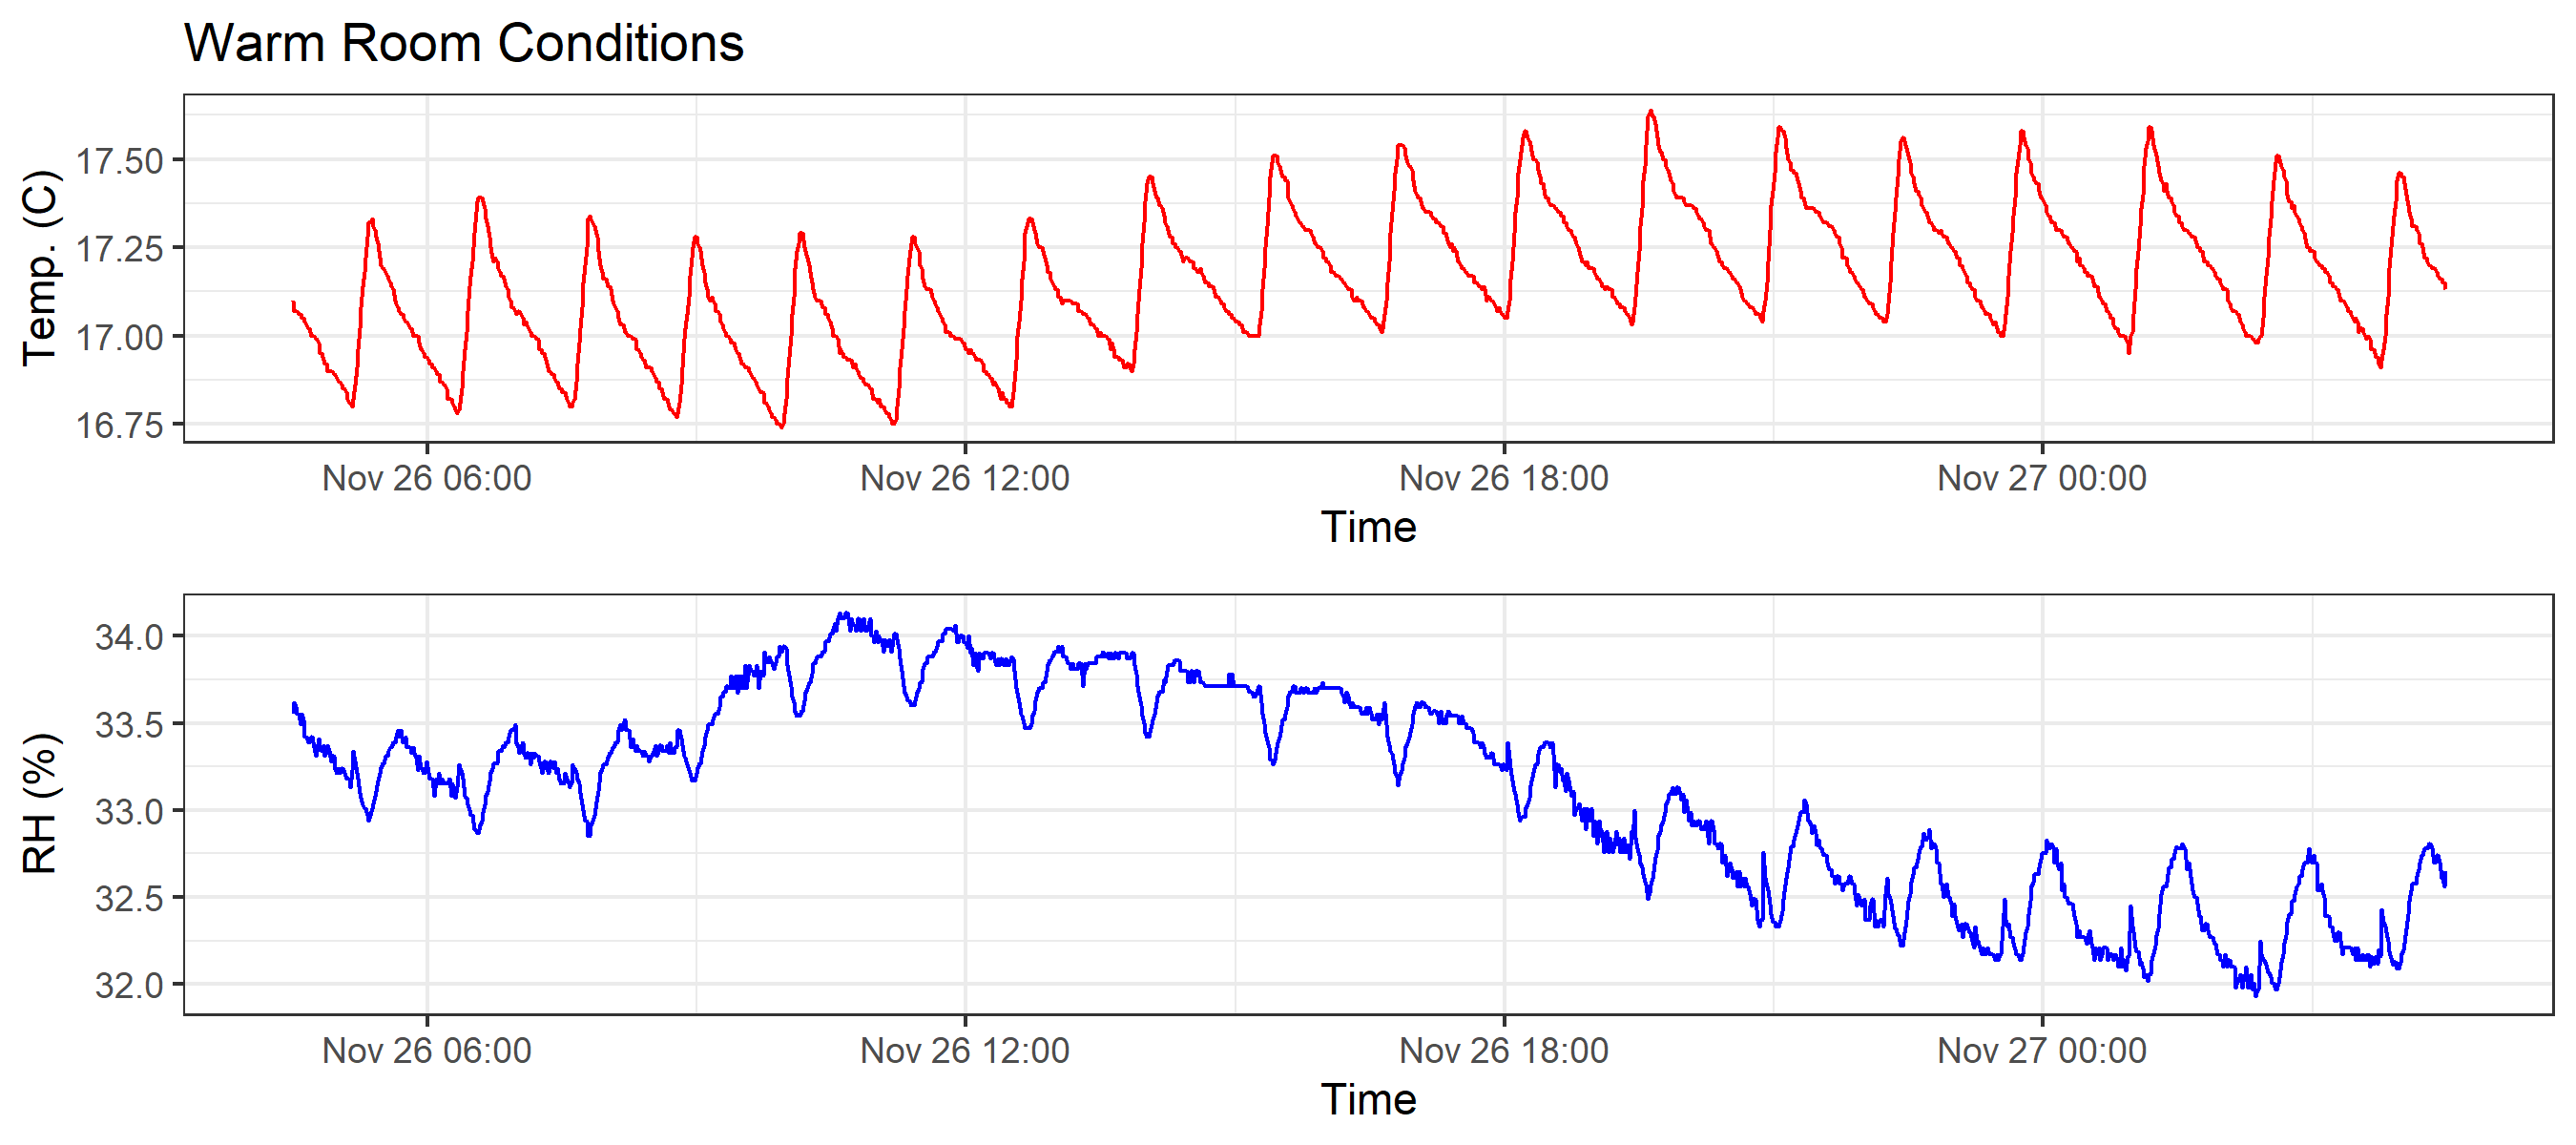 Warm Room Conditions
Temp. (C)
17.50
17.25
17.00
16.75
Nov 26 06:00 Nov 26 12:00 Nov 26 18:00 Nov 27 00:00
Time
RH (%)
34.0
33.5
33.0
32.5
32.0
Nov 26 06:00 Nov 26 12:00 Nov 26 18:00 Nov 27 00:00
Time